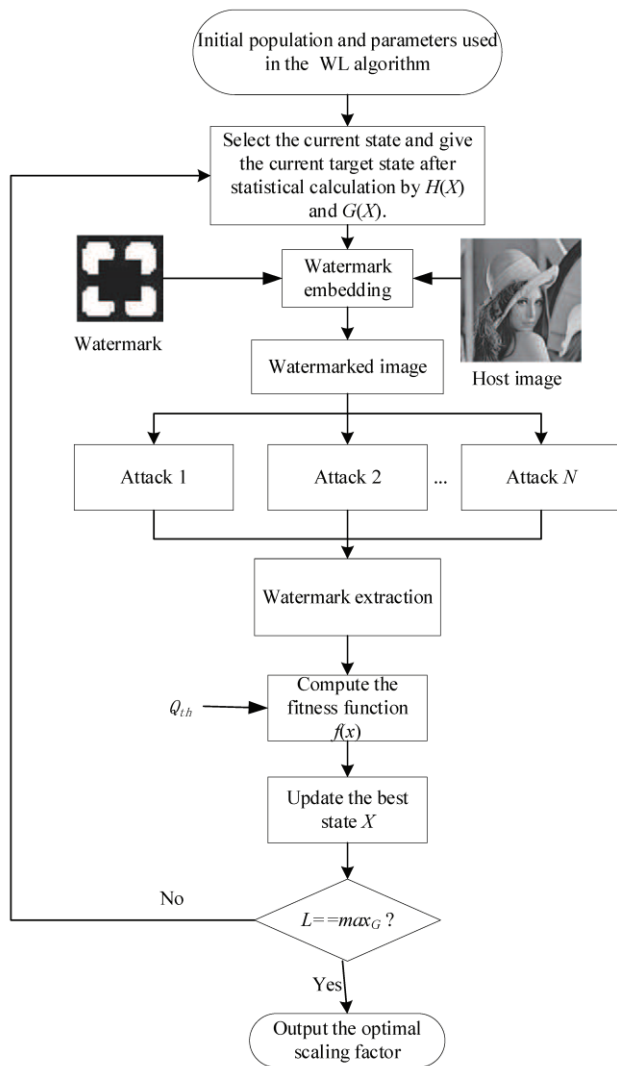 Initial population and parameters used
in the WL algorithm
Select the current state and give
the current target state after
statistical calculation by H(X)
and G(X).
Watermark
embedding
Watermark
Host image
Watermarked image
Attack 1
Attack 2
...
Attack N
Watermark extraction
Q_th
Compute the
fitness function
f(x)
Update the best
state X
No
L==max_G ?
Yes
Output the optimal
scaling factor